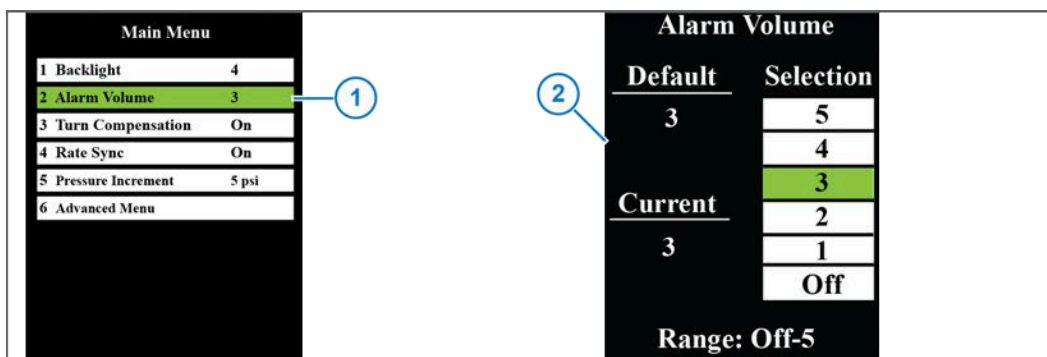 Main Menu
1 Backlight 4
2 Alarm Volume 3
3 Turn Compensation On
4 Rate Sync On
5 Pressure Increment 5 psi
6 Advanced Menu
1
Alarm Volume
Default
3
Current
3
Selection
5
4
3
2
1
Off
Range: Off-5
2